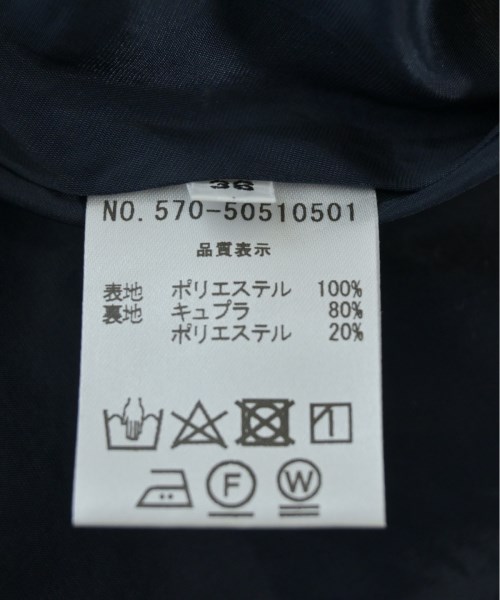 36
NO. 570-50510501
品質表示
表地 ポリエステル 100%
裏地 キュプラ 80%
ポリエステル 20%
F W